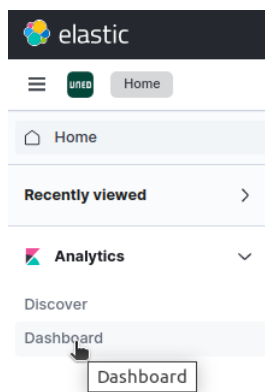 elastic
UNED
Home
Home
Recently viewed
Analytics
Discover
Dashboard
Dashboard